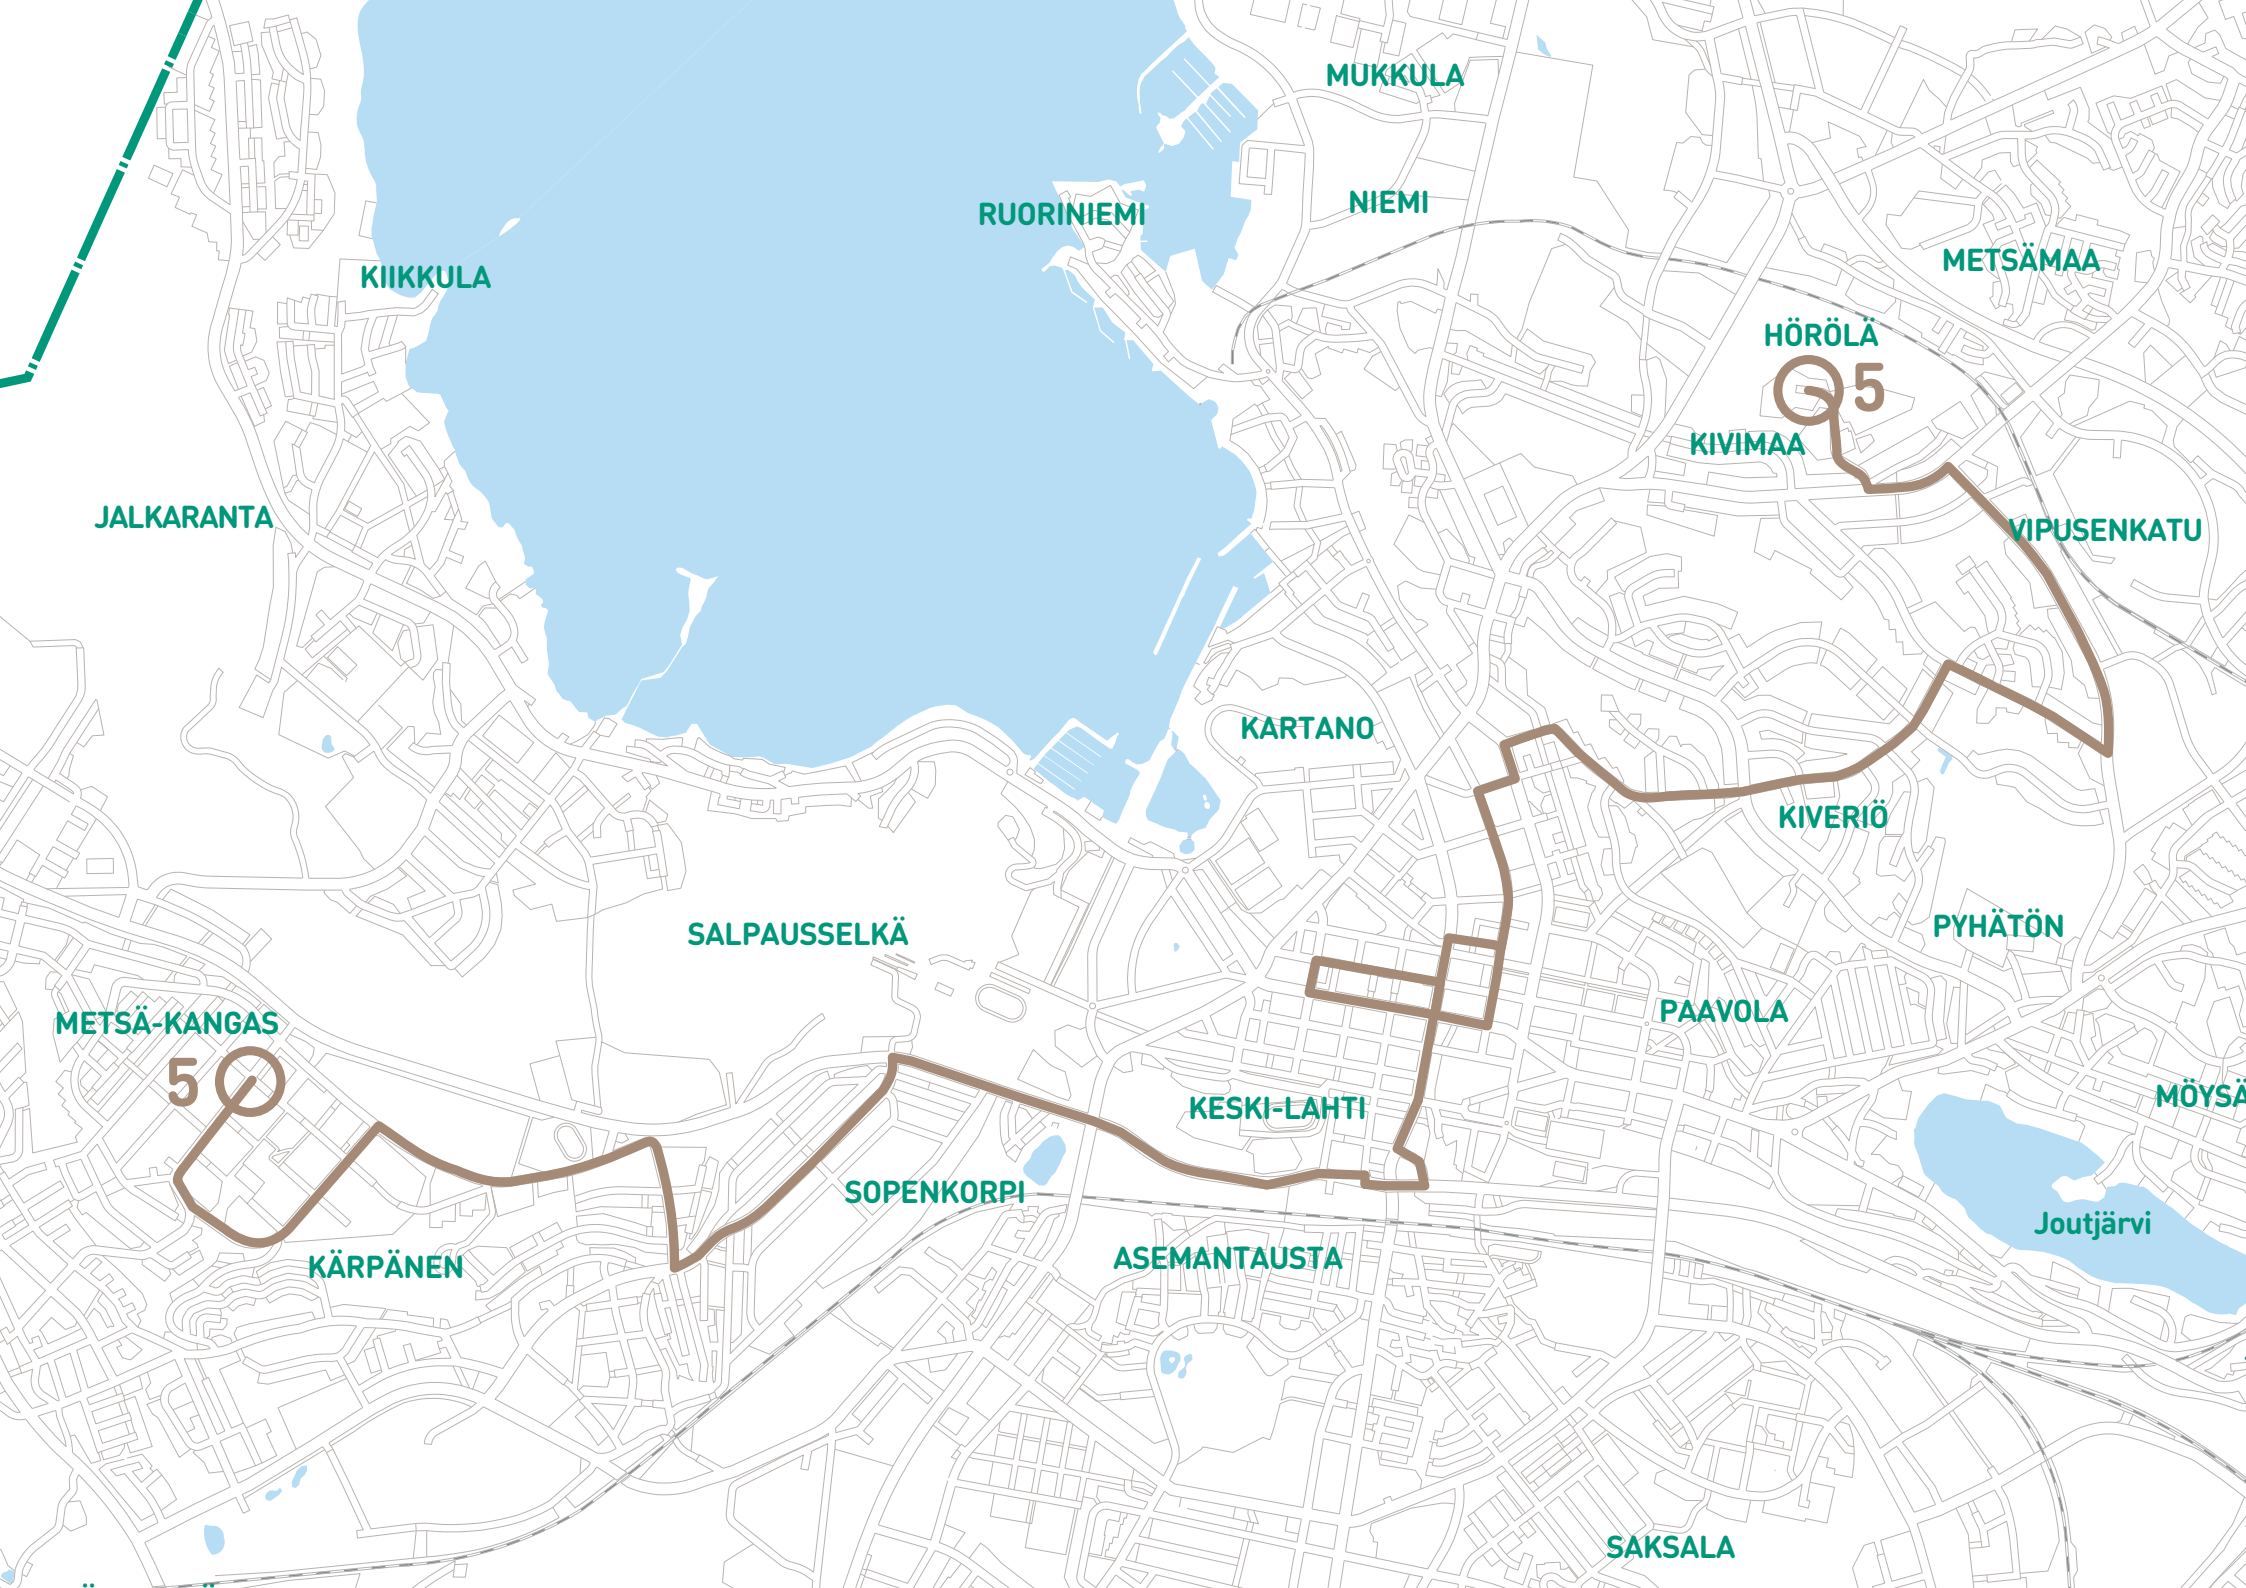 MUKKULA
NIEMI
RUORINIEMI
METSÄMAA
KIIKKULA
HÖRÖLÄ
5
KIVIMAA
JALKARANTA
VIPUSENKATU
KARTANO
KIVERIÖ
SALPAUSSELKÄ
PYHÄTÖN
METSÄ-KANGAS
PAAVOLA
5
KESKI-LAHTI
MÖYSÄ
SOPENKORPI
Joutjärvi
ASEMANTAUSTA
KÄRPÄNEN
SAKSALA